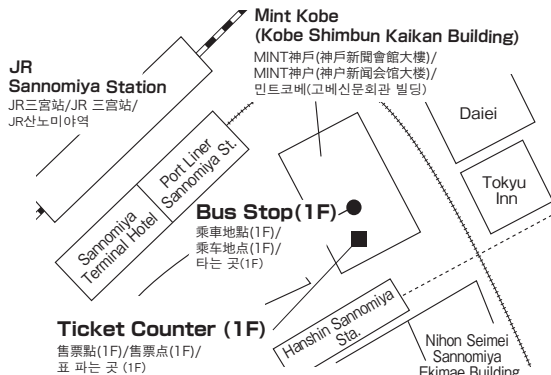 Mint Kobe
(Kobe Shimbun Kaikan Building)
MINT神戶(神戶新聞會館大樓)/
MINT神户(神户新闻会馆大楼)/
민트코베(고베신문회관 빌딩)
JR
Sannomiya Station
JR三宮站/JR 三宫站/
JR산노미야역
Daiei
Port Liner
Sannomiya St.
Tokyu
Inn
Sannomiya
Terminal Hotel
Bus Stop(1F)
乘車地點(1F)/
乘车地点(1F)/
타는 곳(1F)
Ticket Counter (1F)
售票點(1F)/售票点(1F)/
표 파는 곳 (1F)
Hanshin Sannomiya
Sta.
Nihon Seimei
Sannomiya
Ekimae Building